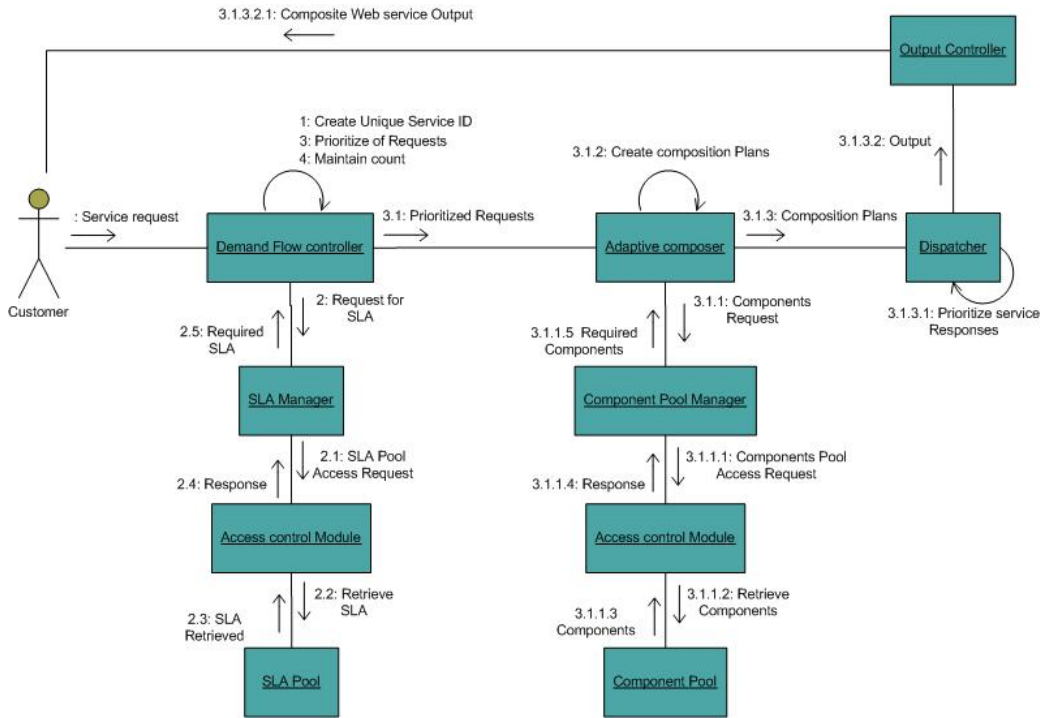 3.1.3.2.1: Composite Web service Output
Output Controller
1: Create Unique Service ID
3: Prioritize of Requests
4: Maintain count
3.1.2: Create composition Plans
3.1.3.2: Output
: Service request
3.1: Prioritized Requests
3.1.3: Composition Plans
Demand Flow controller
Adaptive composer
Dispatcher
Customer
2: Request for
SLA
2.5: Required
SLA
3.1.1: Components
Request
3.1.1.5 Required
Components
3.1.3.1: Prioritize service
Responses
SLA Manager
Component Pool Manager
2.1: SLA Pool
Access Request
2.4: Response
3.1.1.1: Components Pool
Access Request
3.1.1.4: Response
Access control Module
Access control Module
2.2: Retrieve
SLA
2.3: SLA
Retrieved
3.1.1.2: Retrieve
Components
3.1.1.3
Components
SLA Pool
Component Pool